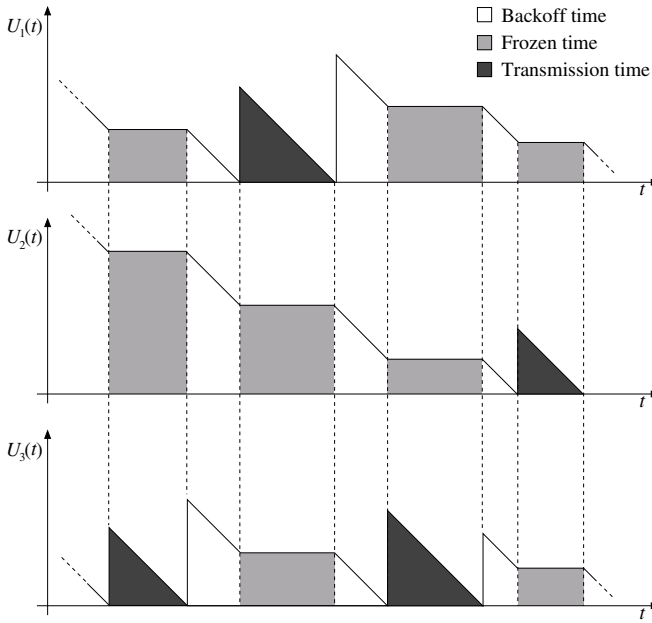 U1(t)
Backoff time
Frozen time
Transmission time
t
U2(t)
t
U3(t)
t